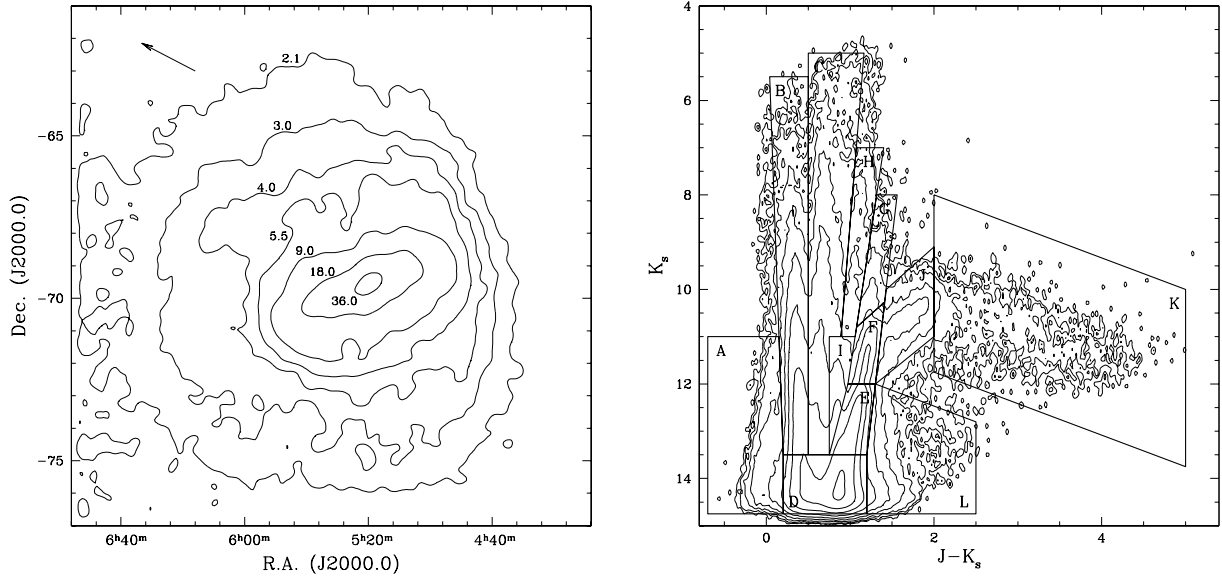 2.1
3.0
4.0
5.5
9.0
18.0
36.0
−65
−70
−75
Dec. (J2000.0)
6h40m 6h00m 5h20m 4h40m
R.A. (J2000.0)
4
6
8
10
12
14
Ks
B
H
K
A
I
F
E
D
L
0 2 4
J−Ks